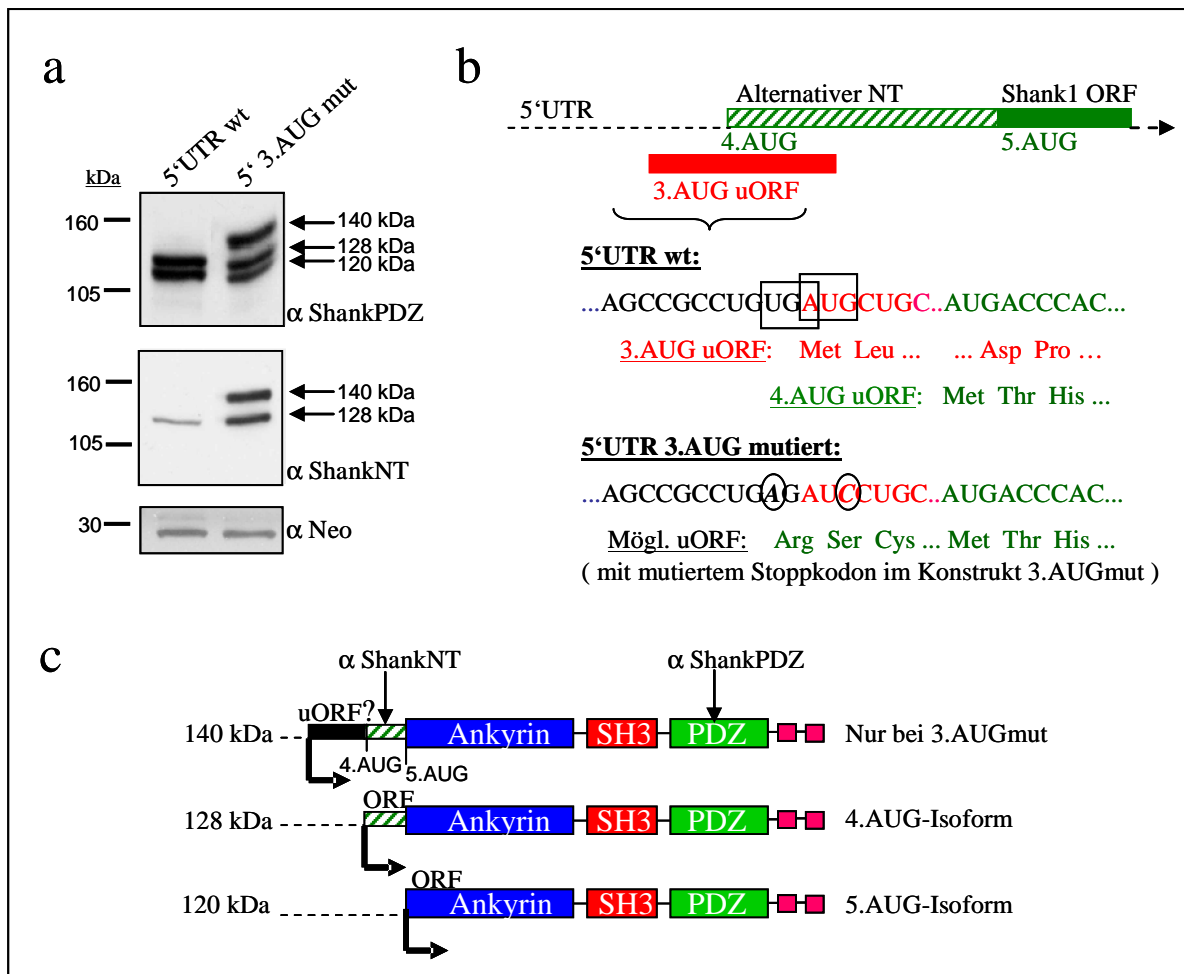 a
5‘UTR wt
5‘ 3.AUG mut
kDa
160
105
140 kDa
128 kDa
120 kDa
α ShankPDZ
160
105
140 kDa
128 kDa
α ShankNT
30
α Neo
b
5‘UTR
Alternativer NT
Shank1 ORF
4.AUG
5.AUG
3.AUG uORF
5‘UTR wt:
...AGCCGCCUGUGAUGCUGC..AUGACCCAC...
3.AUG uORF: Met Leu ... ... Asp Pro ...
4.AUG uORF: Met Thr His ...
5‘UTR 3.AUG mutiert:
...AGCCGCCUGAGAUCCUGC..AUGACCCAC...
Mögl. uORF: Arg Ser Cys ... Met Thr His ...
( mit mutiertem Stoppkodon im Konstrukt 3.AUGmut )
c
α ShankNT
α ShankPDZ
uORF?
140 kDa
Ankyrin
SH3
PDZ
Nur bei 3.AUGmut
4.AUG
5.AUG
ORF
128 kDa
Ankyrin
SH3
PDZ
4.AUG-Isoform
ORF
120 kDa
Ankyrin
SH3
PDZ
5.AUG-Isoform